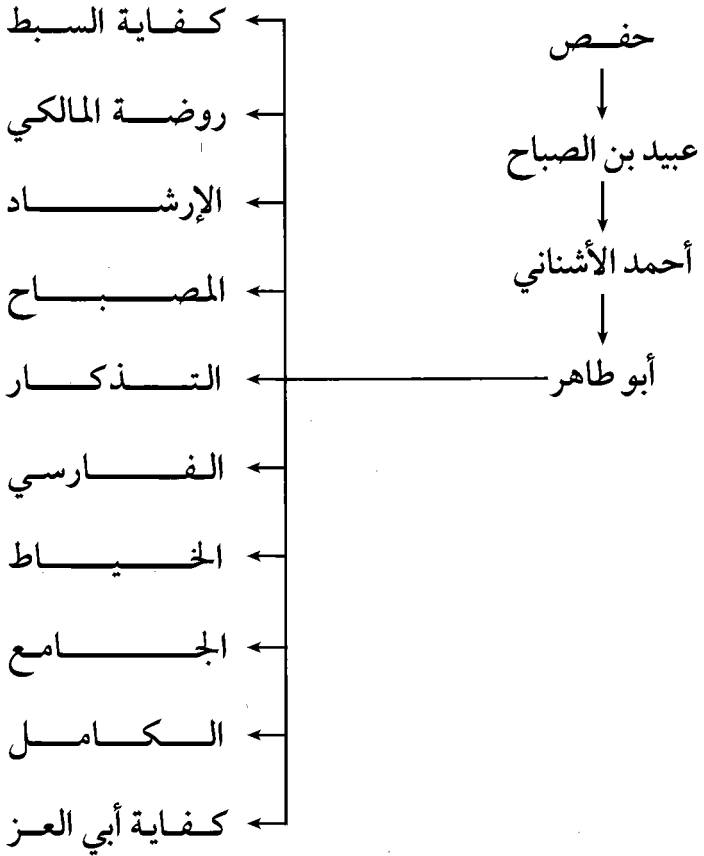 حفص
عبيد بن الصباح
أحمد الأشناني
أبو طاهر
كفاية السبط
روضة المالكي
الإرشاد
المصباح
التذكار
الفارسي
الخياط
الجامع
الكامل
كفاية أبي العز